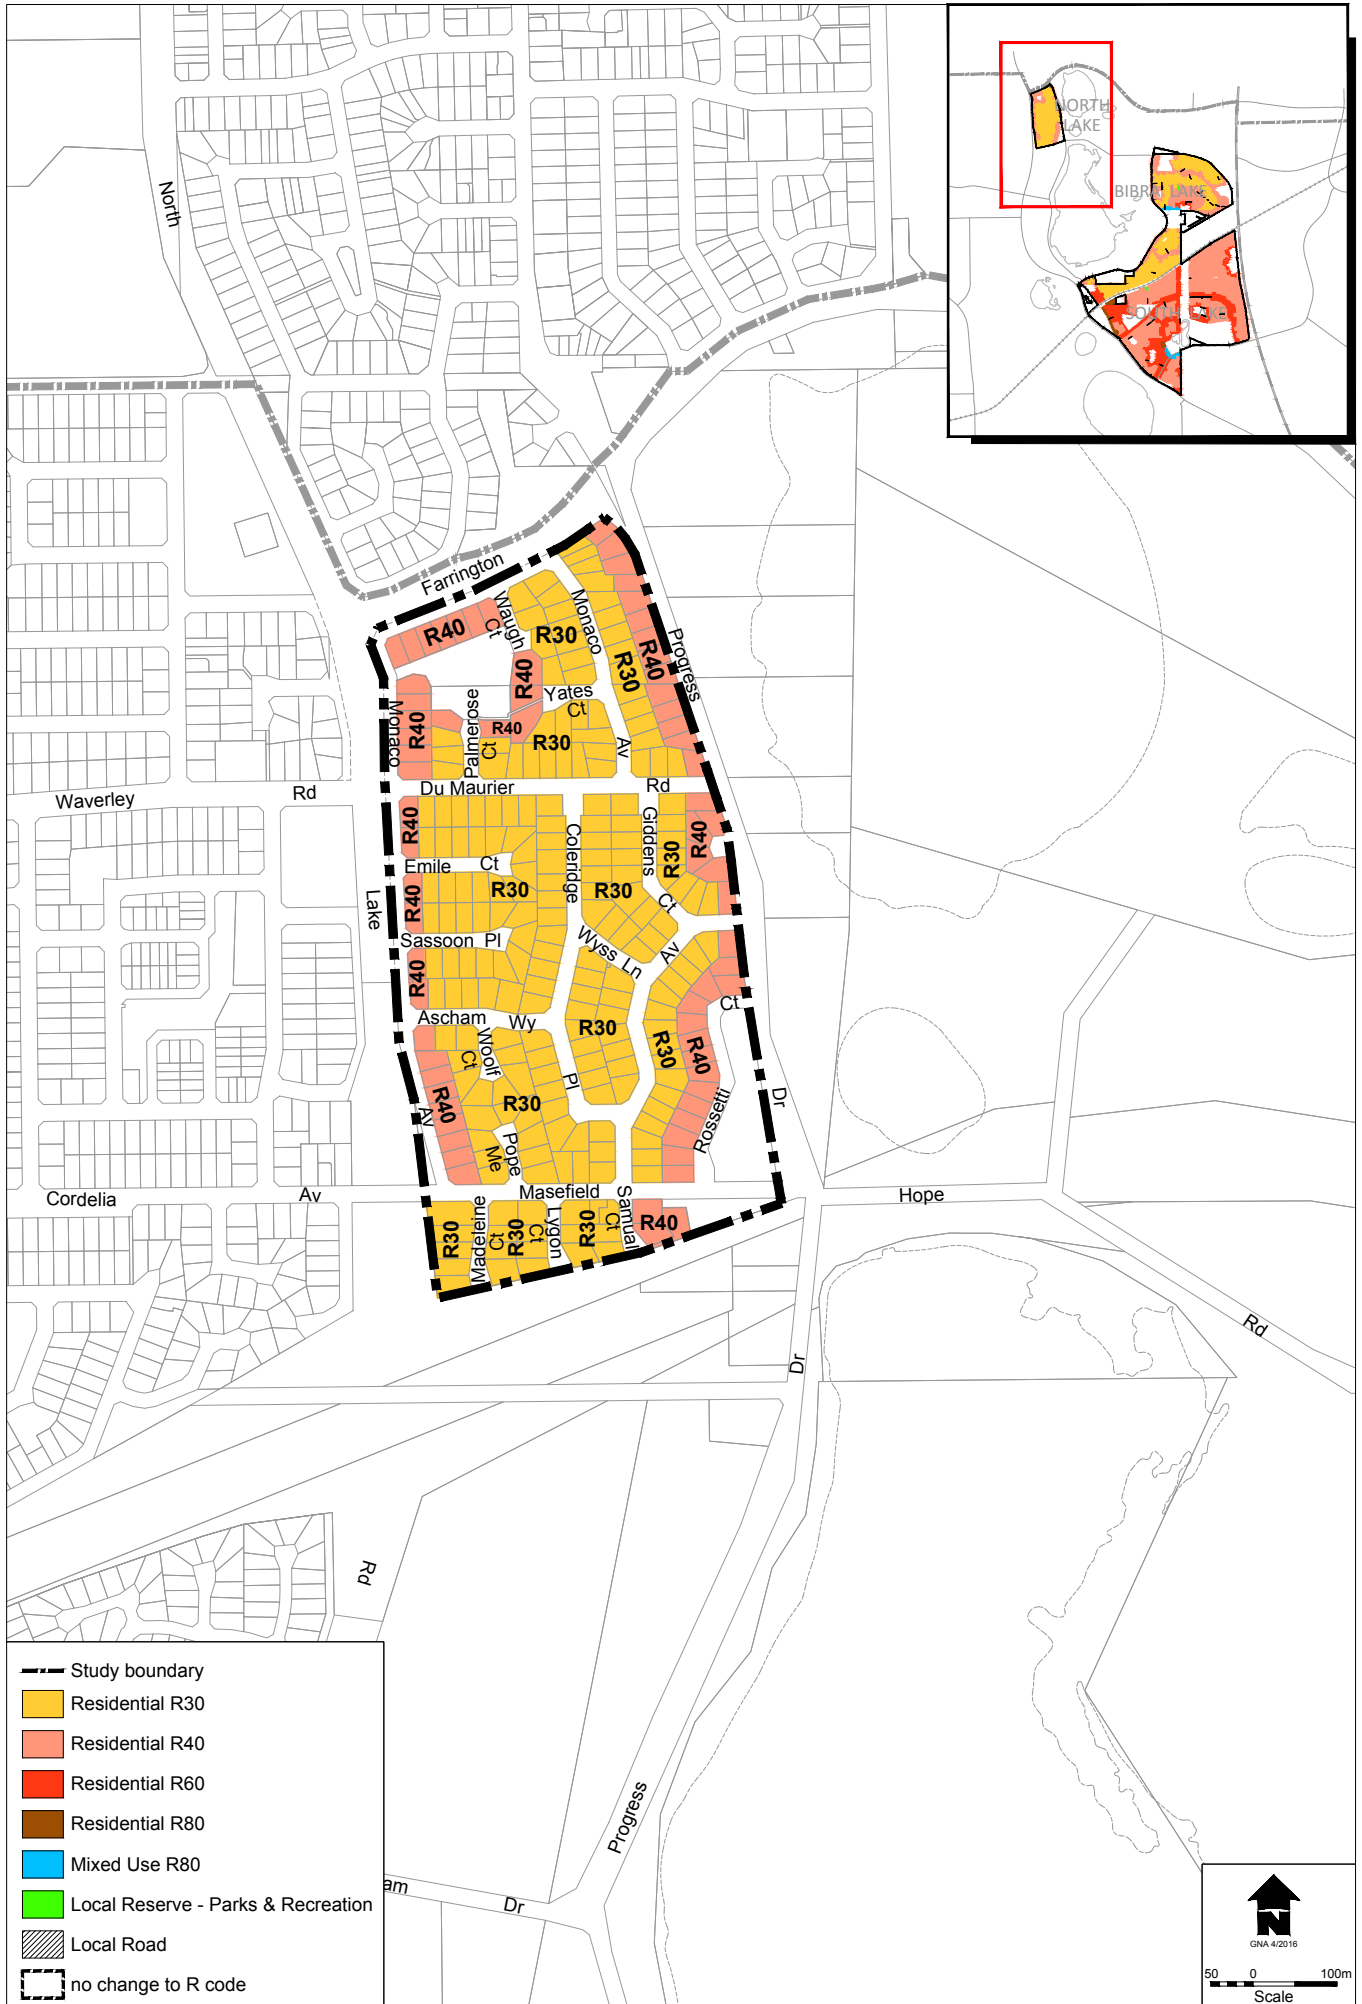 NORTH
LAKE
BIBRA LAKE
SOUTH LAKE
North
Farrington
Waugh
Ct
Monaco
R40
R30
R40
R30
R40
Progress
Yates
Ct
Monaco
R40
Palmerose
Ct
R40
R30
Av
Waverley
Rd
Du Maurier
Rd
R40
Coleridge
Giddens
R30
R40
Emile Ct
R40
R30
R30
Ct
Lake
Sassoon Pl
Wyss Ln
Av
R40
Ascham Wy
Ct
Woolf
Ct
R30
R30
R40
R40
Av
R30
Pl
Rossetti
Dr
Pope
Me
Cordelia
Av
Masefield
Hope
R30
Madeleine
Ct
R30
Ct
Lygon
R30
Ct
Samual
R40
Rd
Dr
Rd
Progress
am
Dr
Study boundary
Residential R30
Residential R40
Residential R60
Residential R80
Mixed Use R80
Local Reserve - Parks & Recreation
Local Road
no change to R code
N
GNA 4/2016
50 0 100m
Scale